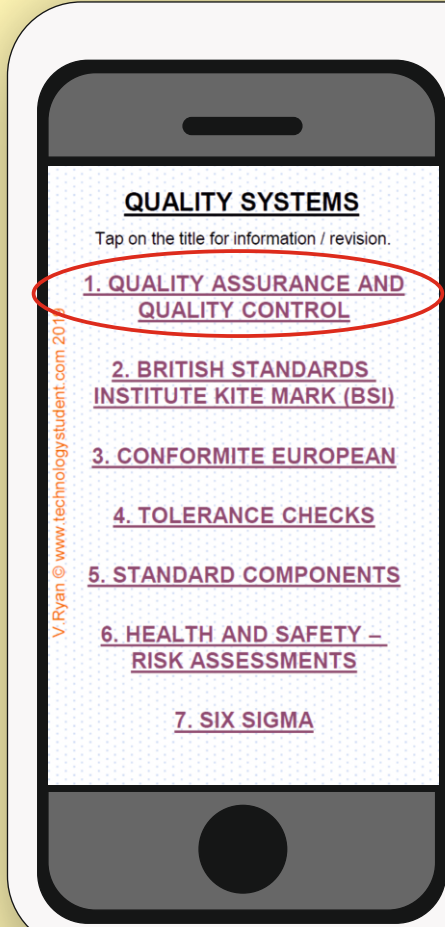 QUALITY SYSTEMS
Tap on the title for information / revision.
1. QUALITY ASSURANCE AND
QUALITY CONTROL
2. BRITISH STANDARDS
INSTITUTE KITE MARK (BSI)
3. CONFORMITE EUROPEAN
4. TOLERANCE CHECKS
5. STANDARD COMPONENTS
6. HEALTH AND SAFETY –
RISK ASSESSMENTS
7. SIX SIGMA
V.Ryan © www.technologystudent.com 2019